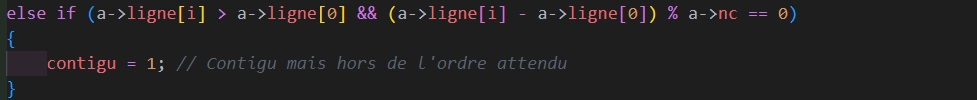 else if (a->ligne[i] > a->ligne[0] && (a->ligne[i] - a->ligne[0]) % a->nc == 0)
{
    contigu = 1; // Contigu mais hors de l'ordre attendu
}